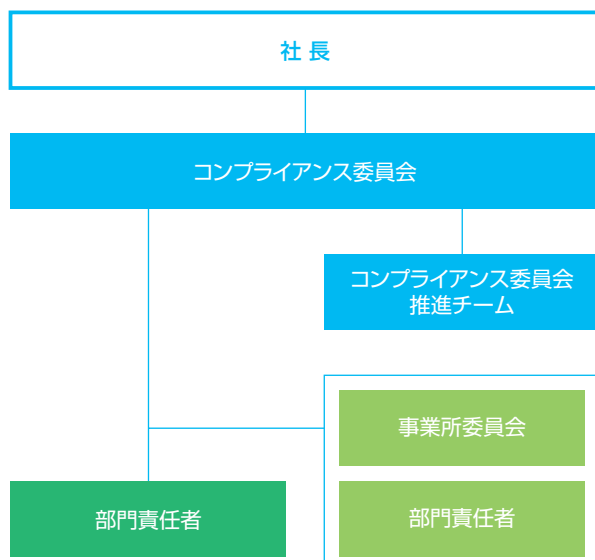 社長
コンプライアンス委員会
コンプライアンス委員会
推進チーム
事業所委員会
部門責任者
部門責任者